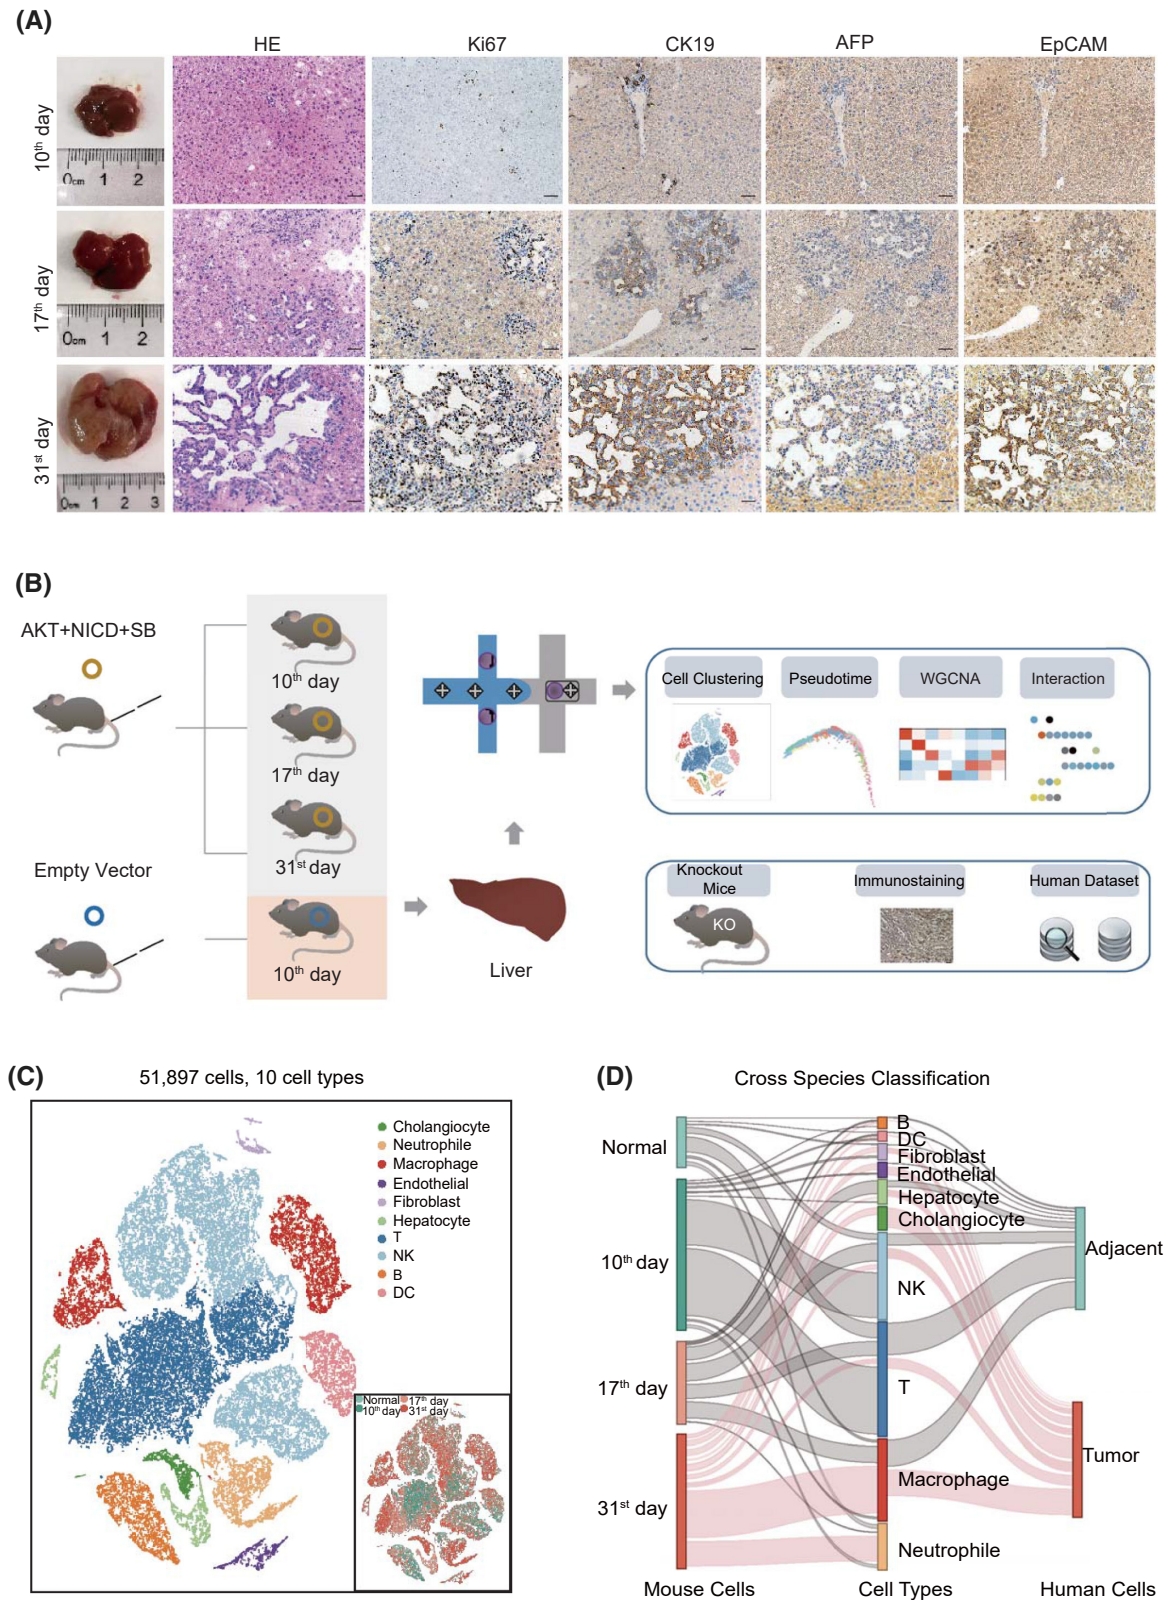 (A)
HE Ki67 CK19 AFP EpCAM
10th day
0cm 1 2
17th day
0cm 1 2
31st day
0cm 1 2 3
(B)
AKT+NICD+SB
10th day
17th day
31st day
Empty Vector
10th day
Liver
Cell Clustering Pseudotime WGCNA Interaction
Knockout
Mice
KO
Immunostaining
Human Dataset
(C)
51,897 cells, 10 cell types
Cholangiocyte
Neutrophile
Macrophage
Endothelial
Fibroblast
Hepatocyte
T
NK
B
DC
Normal 17th day
10th day 31st day
(D)
Cross Species Classification
Normal
10th day
17th day
31st day
B
DC
Fibroblast
Endothelial
Hepatocyte
Cholangiocyte
NK
T
Macrophage
Neutrophile
Adjacent
Tumor
Mouse Cells Cell Types Human Cells